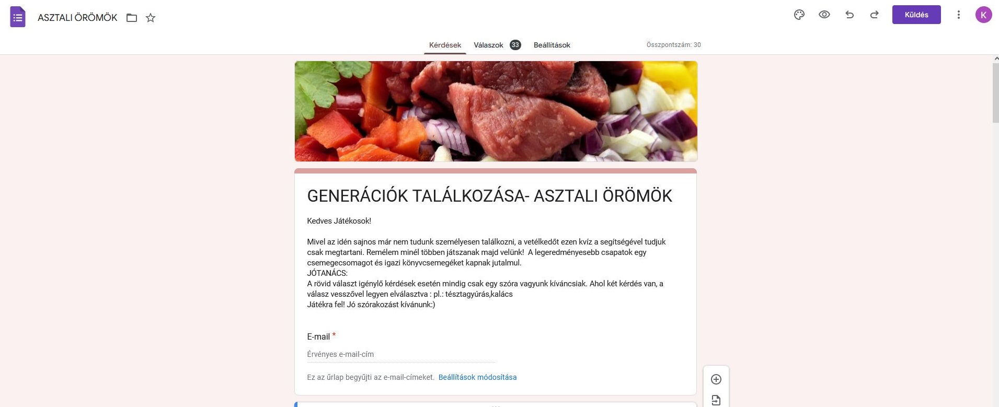 ASZTALI ÖRÖMÖK
Küldés
K
Kérdések
Válaszok 33
Beállítások
Összpontszám: 30
GENERÁCIÓK TALÁLKOZÁSA- ASZTALI ÖRÖMÖK
Kedves Játékosok!
Mivel az idén sajnos már nem tudunk személyesen találkozni, a vetélkedőt ezen kvíz a segítségével tudjuk
csak megtartani. Remélem minél többen játszanak majd velünk!  A legeredményesebb csapatok egy
csemegecsomagot és igazi könyvcsemegéket kapnak jutalmul.
JÓTANÁCS:
A rövid választ igénylő kérdések esetén mindig csak egy szóra vagyunk kíváncsiak. Ahol két kérdés van, a
válasz vesszővel legyen elválasztva : pl.: tésztagyúrás,kalács
Játékra fel! Jó szórakozást kívánunk:)
E-mail *
Érvényes e-mail-cím
Ez az űrlap begyűjti az e-mail-címeket. Beállítások módosítása